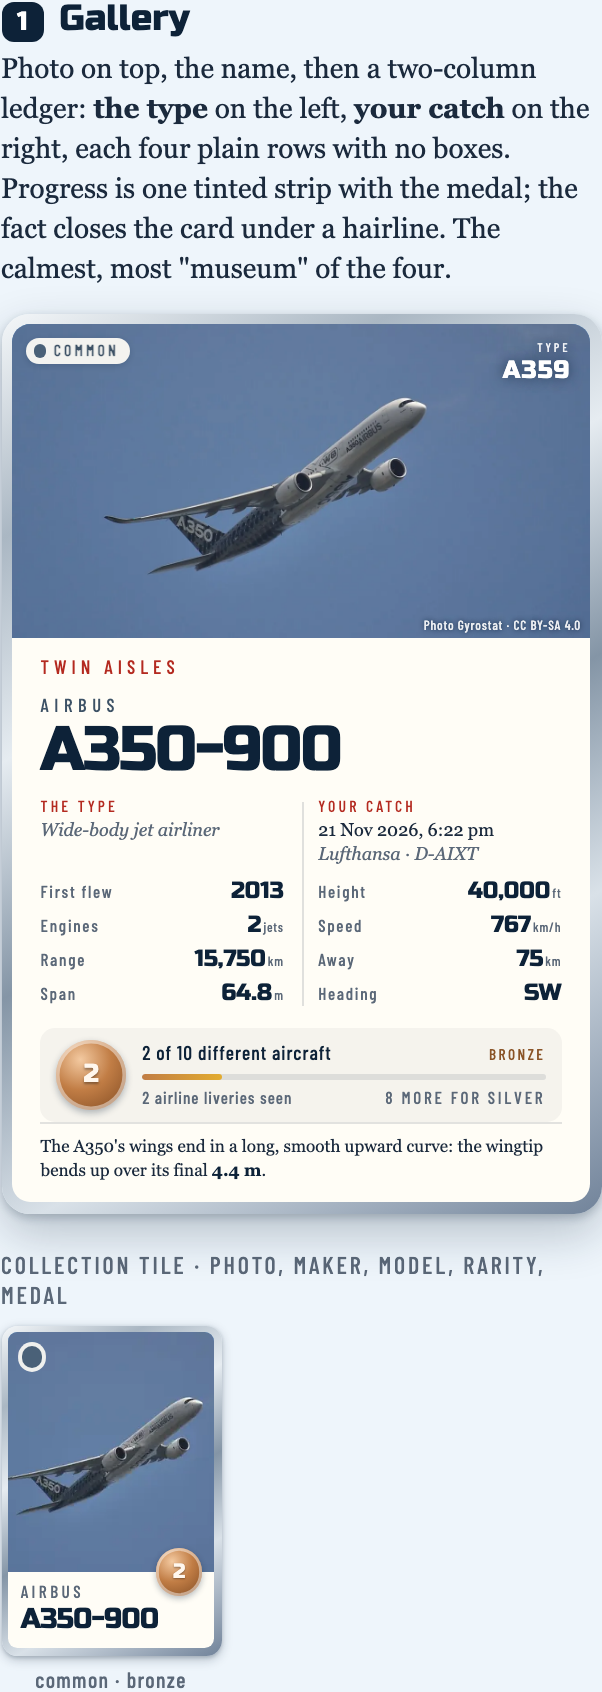 1 Gallery
Photo on top, the name, then a two-column
ledger: the type on the left, your catch on the
right, each four plain rows with no boxes.
Progress is one tinted strip with the medal; the
fact closes the card under a hairline. The
calmest, most "museum" of the four.
COMMON
TYPE
A359
AIRBUS
A350
Photo Gyrostat · CC BY-SA 4.0
TWIN AISLES
AIRBUS
A350-900
THE TYPE
Wide-body jet airliner
First flew 2013
Engines 2 jets
Range 15,750 km
Span 64.8 m
YOUR CATCH
21 Nov 2026, 6:22 pm
Lufthansa · D-AIXT
Height 40,000 ft
Speed 767 km/h
Away 75 km
Heading SW
2
2 of 10 different aircraft BRONZE
2 airline liveries seen 8 MORE FOR SILVER
The A350's wings end in a long, smooth upward curve: the wingtip
bends up over its final 4.4 m.
COLLECTION TILE · PHOTO, MAKER, MODEL, RARITY,
MEDAL
A350
2
AIRBUS
A350-900
common · bronze